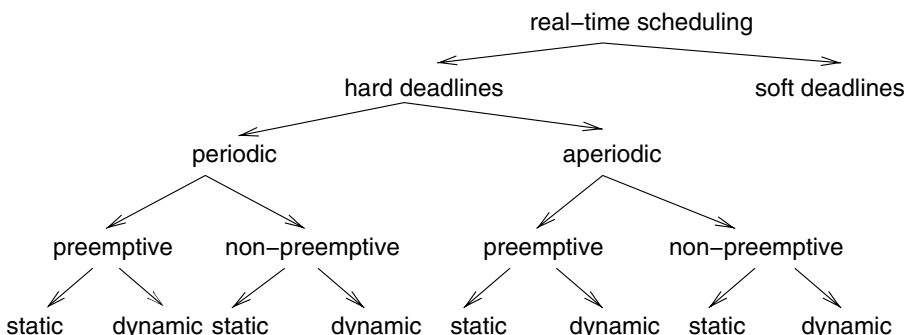 real-time scheduling
hard deadlines soft deadlines
periodic aperiodic
preemptive non-preemptive preemptive non-preemptive
static dynamic static dynamic static dynamic static dynamic